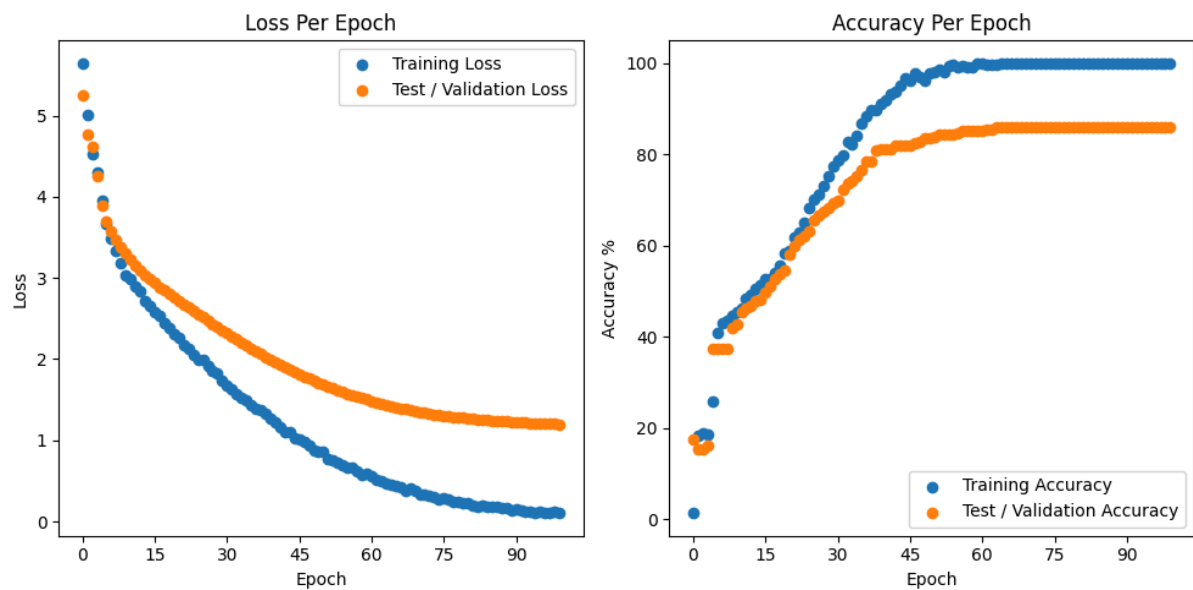 Loss Per Epoch
Training Loss
Test / Validation Loss
5
4
3
2
1
0
Loss
0 15 30 45 60 75 90
Epoch
Accuracy Per Epoch
100
80
60
40
20
0
Accuracy %
Training Accuracy
Test / Validation Accuracy
0 15 30 45 60 75 90
Epoch